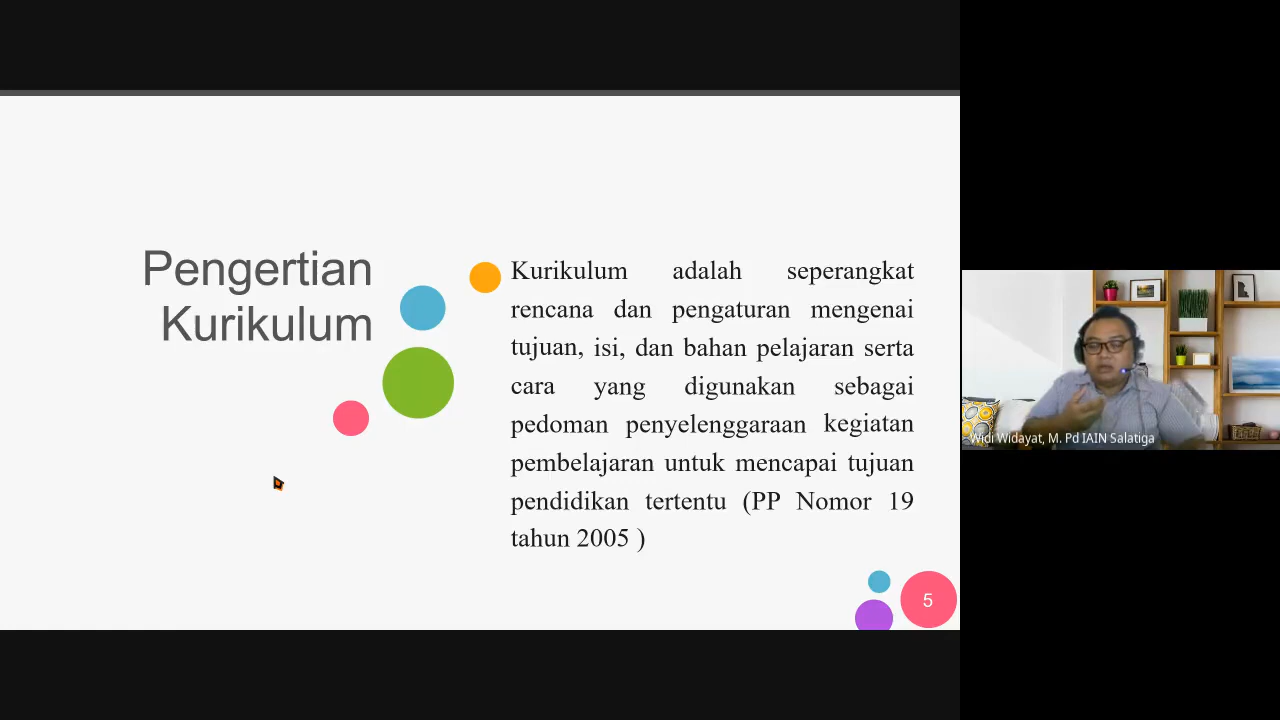 Pengertian
Kurikulum
Kurikulum adalah seperangkat
rencana dan pengaturan mengenai
tujuan, isi, dan bahan pelajaran serta
cara yang digunakan sebagai
pedoman penyelenggaraan kegiatan
pembelajaran untuk mencapai tujuan
pendidikan tertentu (PP Nomor 19
tahun 2005 )
5
Widi Widayat, M. Pd IAIN Salatiga